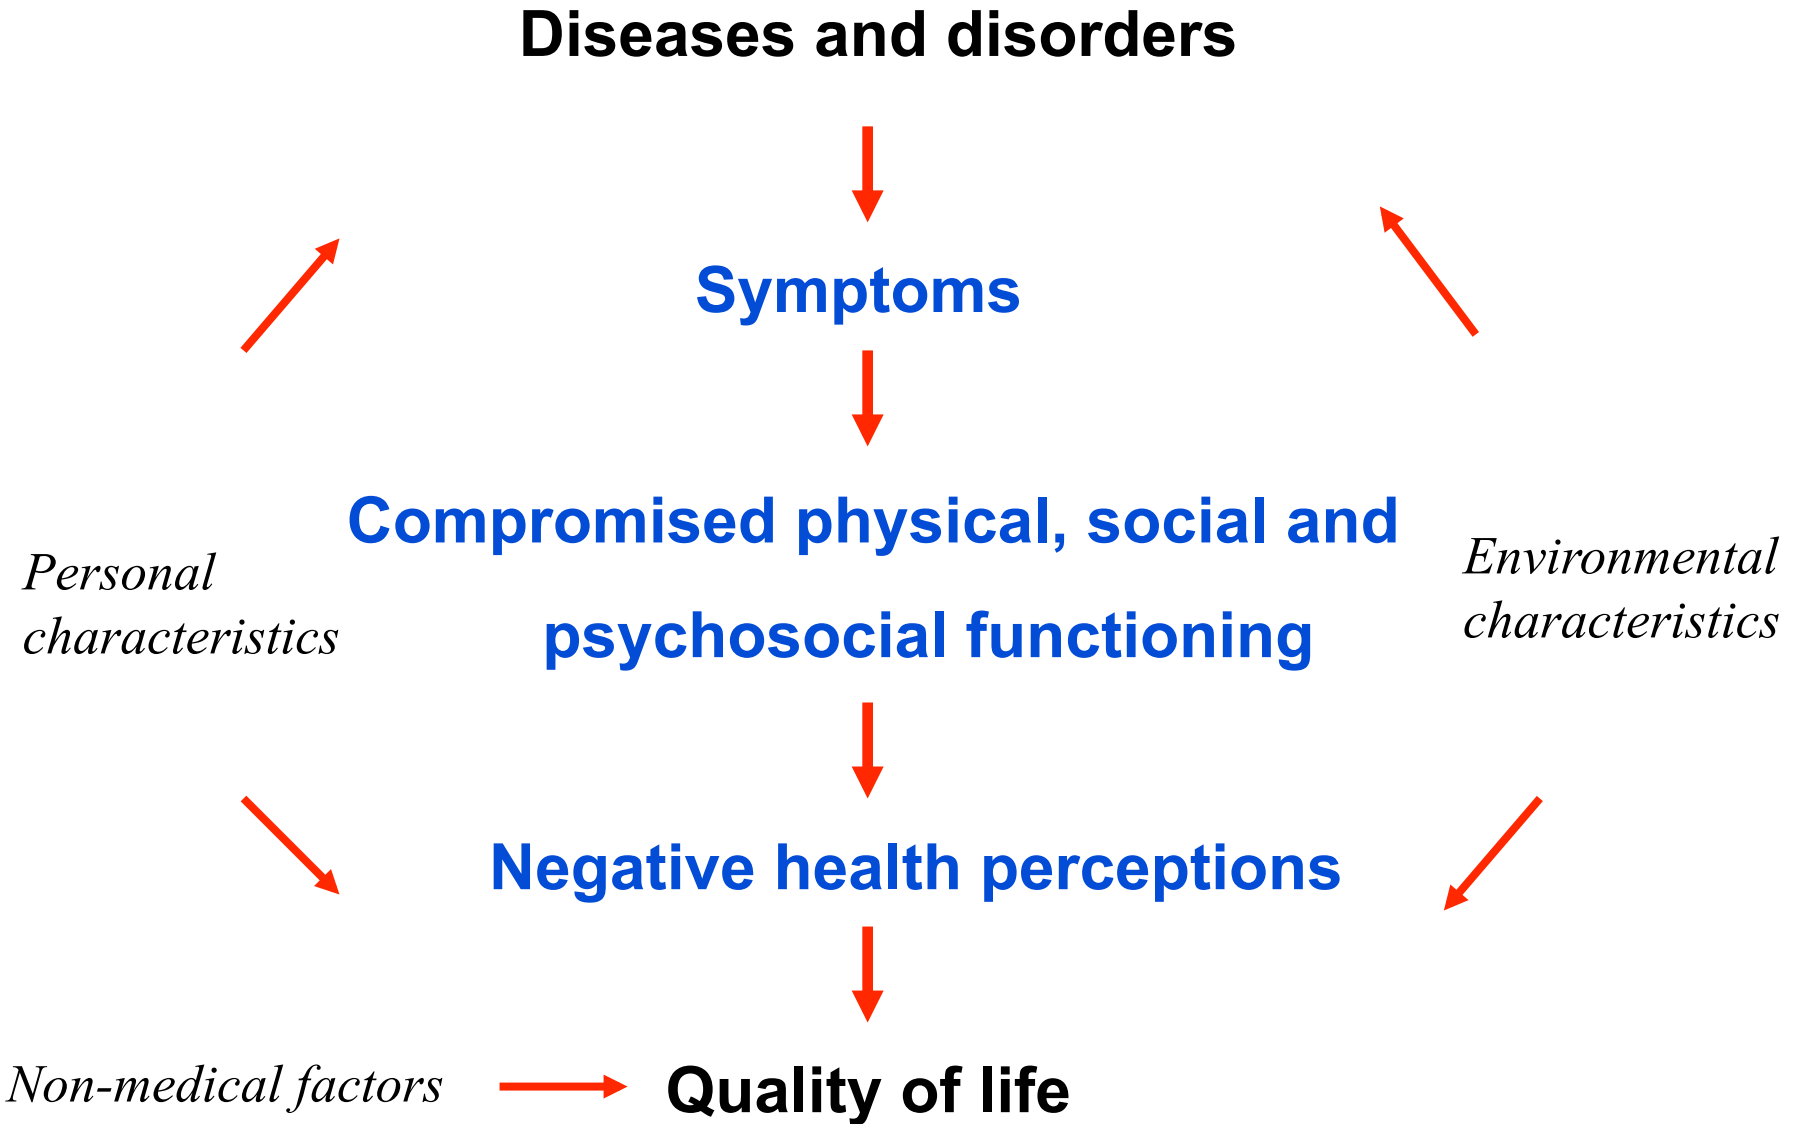 Diseases and disorders
Symptoms
Compromised physical, social and
psychosocial functioning
Personal
characteristics
Environmental
characteristics
Negative health perceptions
Non-medical factors
Quality of life